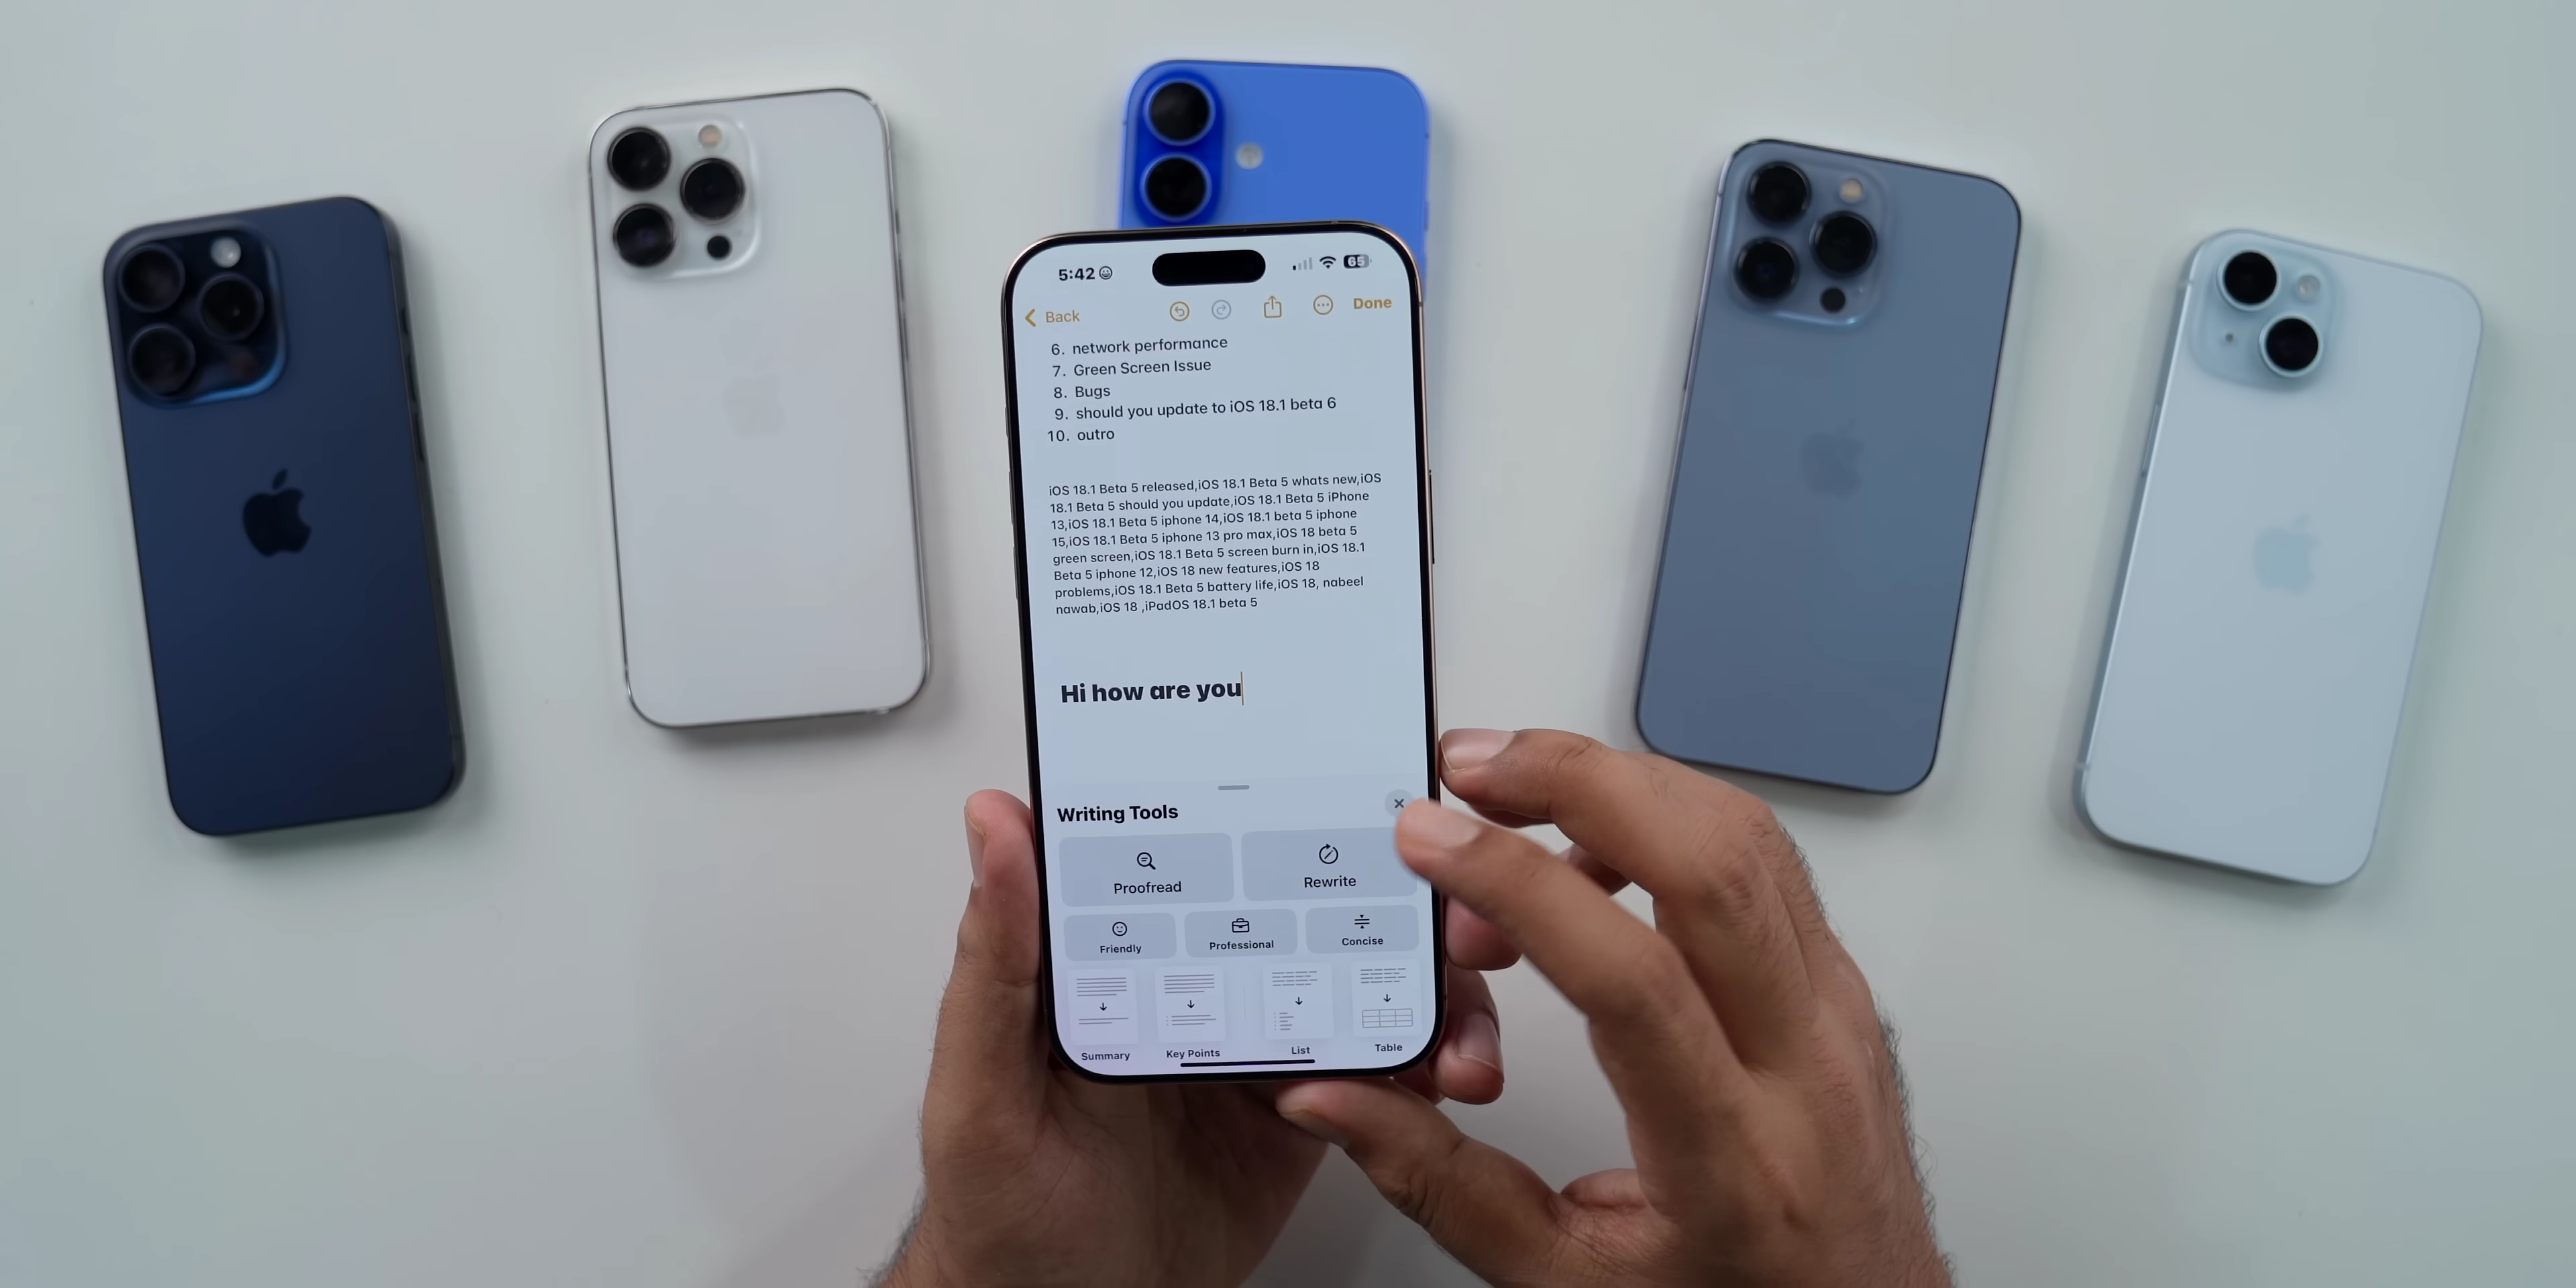 5:42
65
Back
Done
6. network performance
7. Green Screen Issue
8. Bugs
9. should you update to iOS 18.1 beta 6
10. outro
iOS 18.1 Beta 5 released,iOS 18.1 Beta 5 whats new,iOS
18.1 Beta 5 should you update,iOS 18.1 Beta 5 iPhone
13,iOS 18.1 Beta 5 iphone 14,iOS 18.1 beta 5 iphone
15,iOS 18.1 Beta 5 iphone 13 pro max,iOS 18 beta 5
green screen,iOS 18.1 Beta 5 screen burn in,iOS 18.1
Beta 5 iphone 12,iOS 18 new features,iOS 18
problems,iOS 18.1 Beta 5 battery life,iOS 18, nabeel
nawab,iOS 18 ,iPadOS 18.1 beta 5
Hi how are you
Writing Tools
Proofread
Rewrite
Friendly
Professional
Concise
Summary
Key Points
List
Table